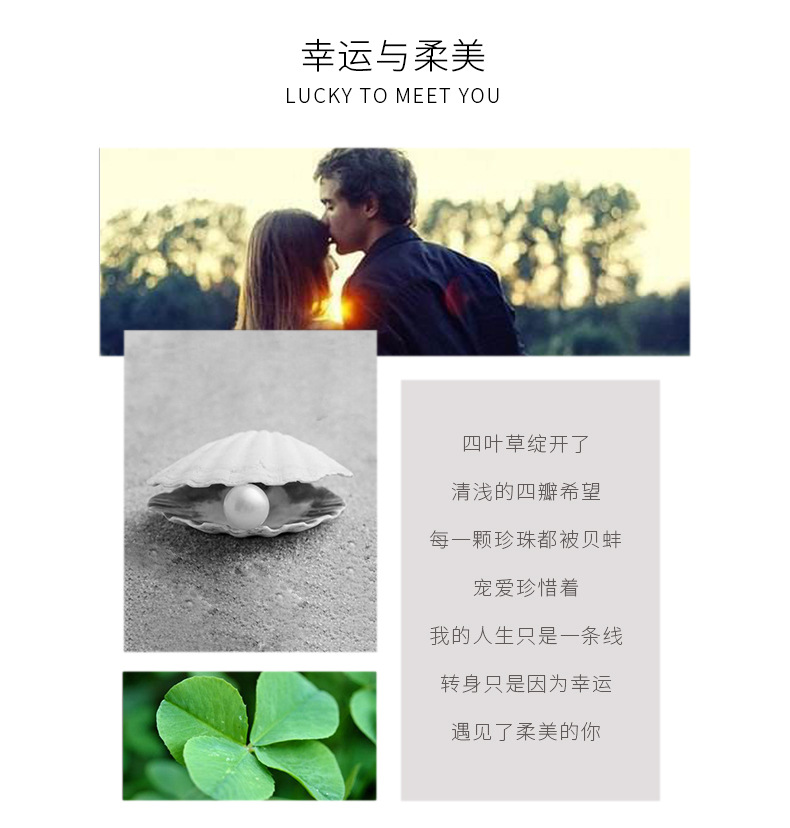 幸运与柔美
LUCKY TO MEET YOU
四叶草绽开了
清浅的四瓣希望
每一颗珍珠都被贝蚌
宠爱珍惜着
我的人生只是一条线
转身只是因为幸运
遇见了柔美的你